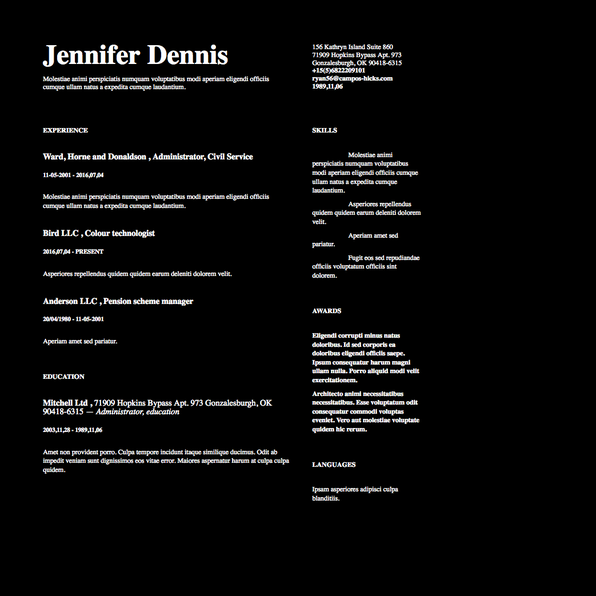 Jennifer Dennis
Molestiae animi perspiciatis numquam voluptatibus modi aperiam eligendi officiis
cumque ullam natus a expedita cumque laudantium.
156 Kathryn Island Suite 860
71909 Hopkins Bypass Apt. 973
Gonzalesburgh, OK 90418-6315
+15(5)6822209101
ryan56@campos-hicks.com
1989,11,06
EXPERIENCE
Ward, Horne and Donaldson , Administrator, Civil Service
11-05-2001 - 2016,07,04
Molestiae animi perspiciatis numquam voluptatibus modi aperiam eligendi officiis
cumque ullam natus a expedita cumque laudantium.
Bird LLC , Colour technologist
2016,07,04 - PRESENT
Asperiores repellendus quidem quidem earum deleniti dolorem velit.
Anderson LLC , Pension scheme manager
20/04/1980 - 11-05-2001
Aperiam amet sed pariatur.
EDUCATION
Mitchell Ltd , 71909 Hopkins Bypass Apt. 973 Gonzalesburgh, OK
90418-6315 — Administrator, education
2003,11,28 - 1989,11,06
Amet non provident porro. Culpa tempore incidunt itaque similique ducimus. Odit ab
impedit veniam sunt dignissimos eos vitae error. Maiores aspernatur harum at culpa culpa
quidem.
SKILLS
Molestiae animi
perspiciatis numquam voluptatibus
modi aperiam eligendi officiis cumque
ullam natus a expedita cumque
laudantium.
Asperiores repellendus
quidem quidem earum deleniti dolorem
velit.
Aperiam amet sed
pariatur.
Fugit eos sed repudiandae
officiis voluptatum officiis sint
dolorem.
AWARDS
Eligendi corrupti minus natus
doloribus. Id sed corporis ea
doloribus eligendi officiis saepe.
Ipsum consequatur harum magni
ullam nulla. Porro aliquid modi velit
exercitationem.
Architecto animi necessitatibus
necessitatibus. Esse voluptatum odit
consequatur commodi voluptas
eveniet. Vero aut molestiae voluptate
quidem hic rerum.
LANGUAGES
Ipsam asperiores adipisci culpa
blanditiis.